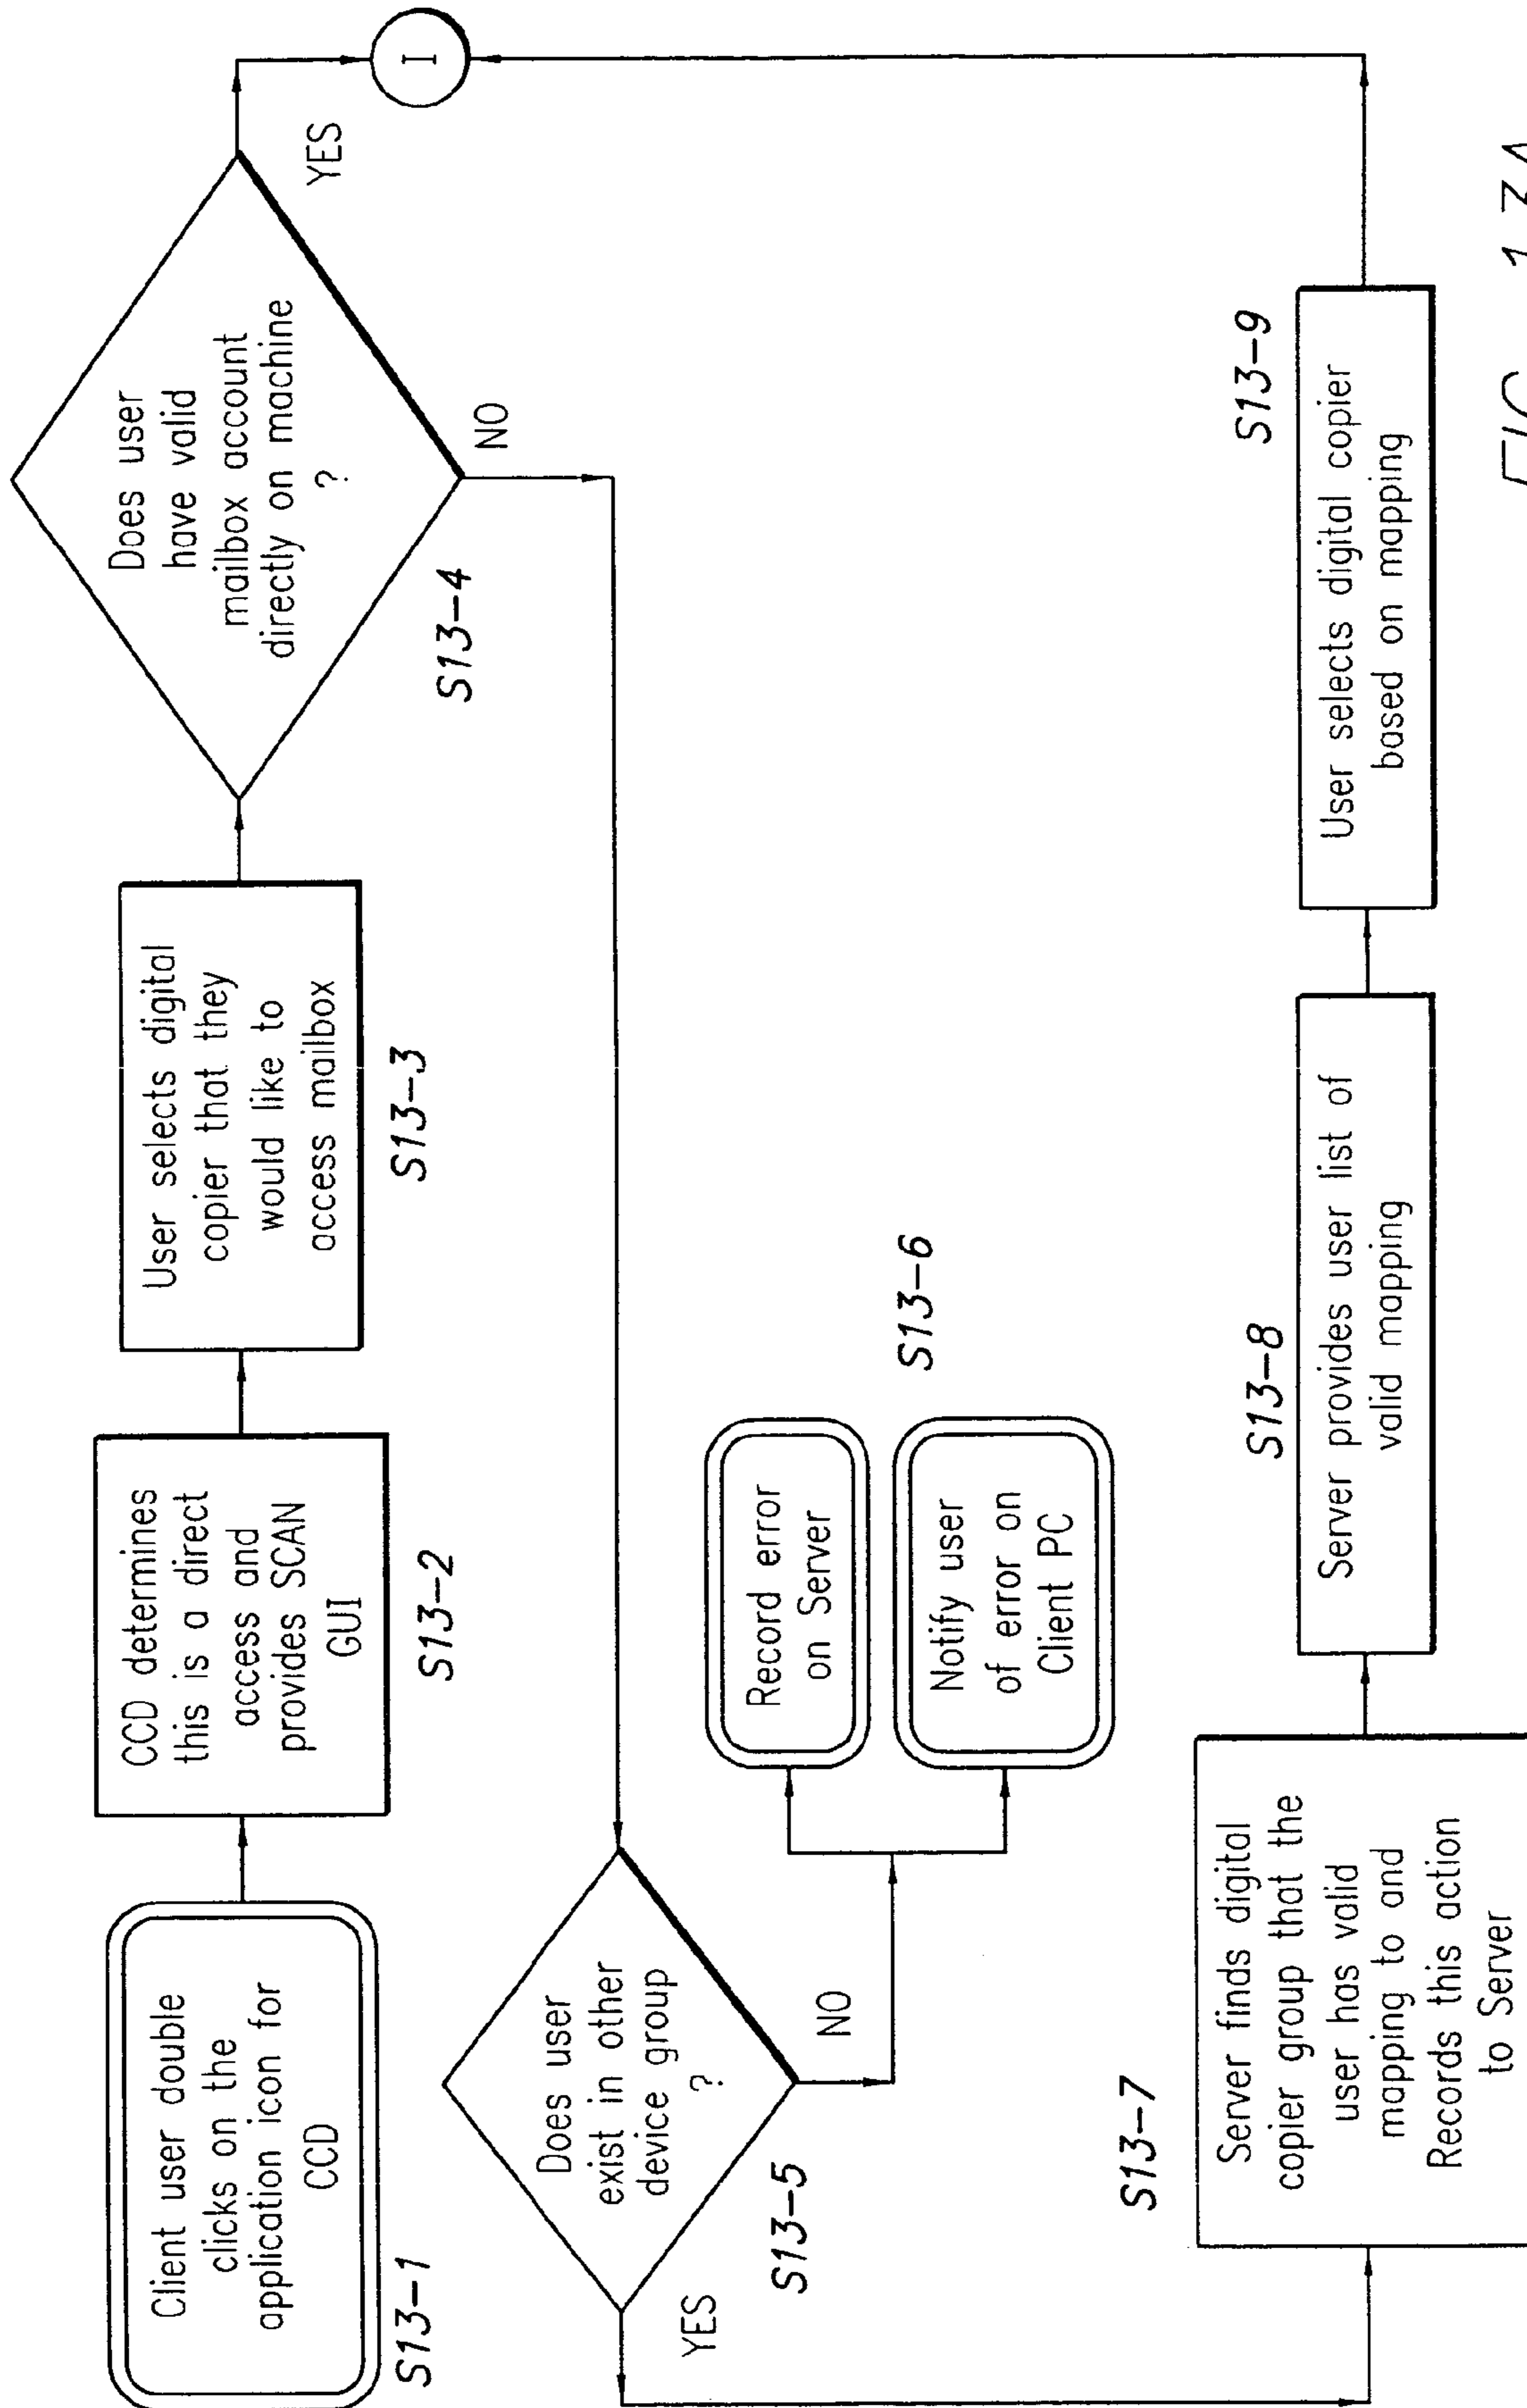 Client user double
clicks on the
application icon for
CCD
S13-1
CCD determines
this is a direct
access and
provides SCAN
GUI
S13-2
User selects digital
copier that they
would like to
access mailbox
S13-3
Does user
have valid
mailbox account
directly on machine
?
S13-4
YES
NO
I
Does user
exist in other
device group
?
S13-5
YES
NO
Record error
on Server
Notify user
of error on
Client PC
S13-6
S13-7
Server finds digital
copier group that the
user has valid
mapping to and
Records this action
to Server
S13-8
Server provides user list of
valid mapping
S13-9
User selects digital copier
based on mapping
FIG. 13A